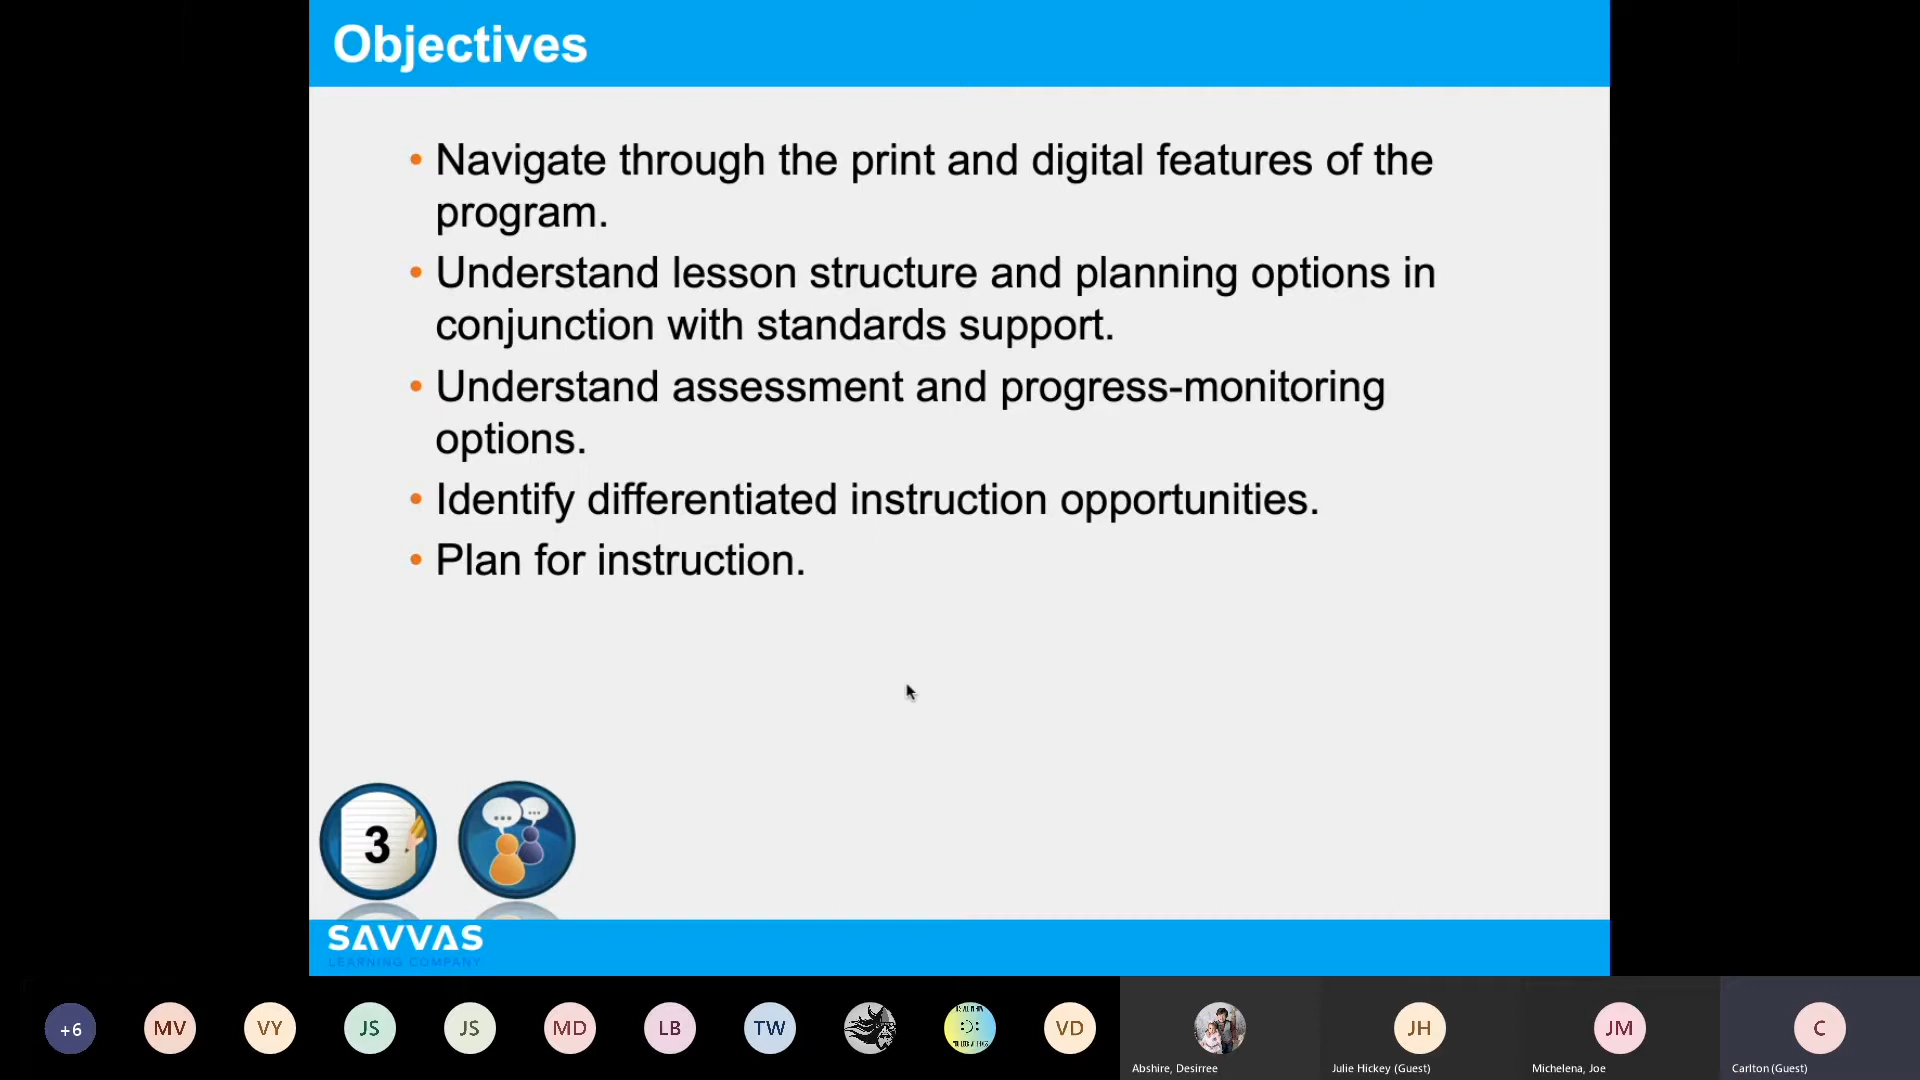 Objectives
• Navigate through the print and digital features of the
program.
• Understand lesson structure and planning options in
conjunction with standards support.
• Understand assessment and progress-monitoring
options.
• Identify differentiated instruction opportunities.
• Plan for instruction.
3
SAVVAS
LEARNING COMPANY
+6
MV
VY
JS
JS
MD
LB
TW
VD
JH
JM
C
Abshire, Desirree
Julie Hickey (Guest)
Michelena, Joe
Carlton (Guest)